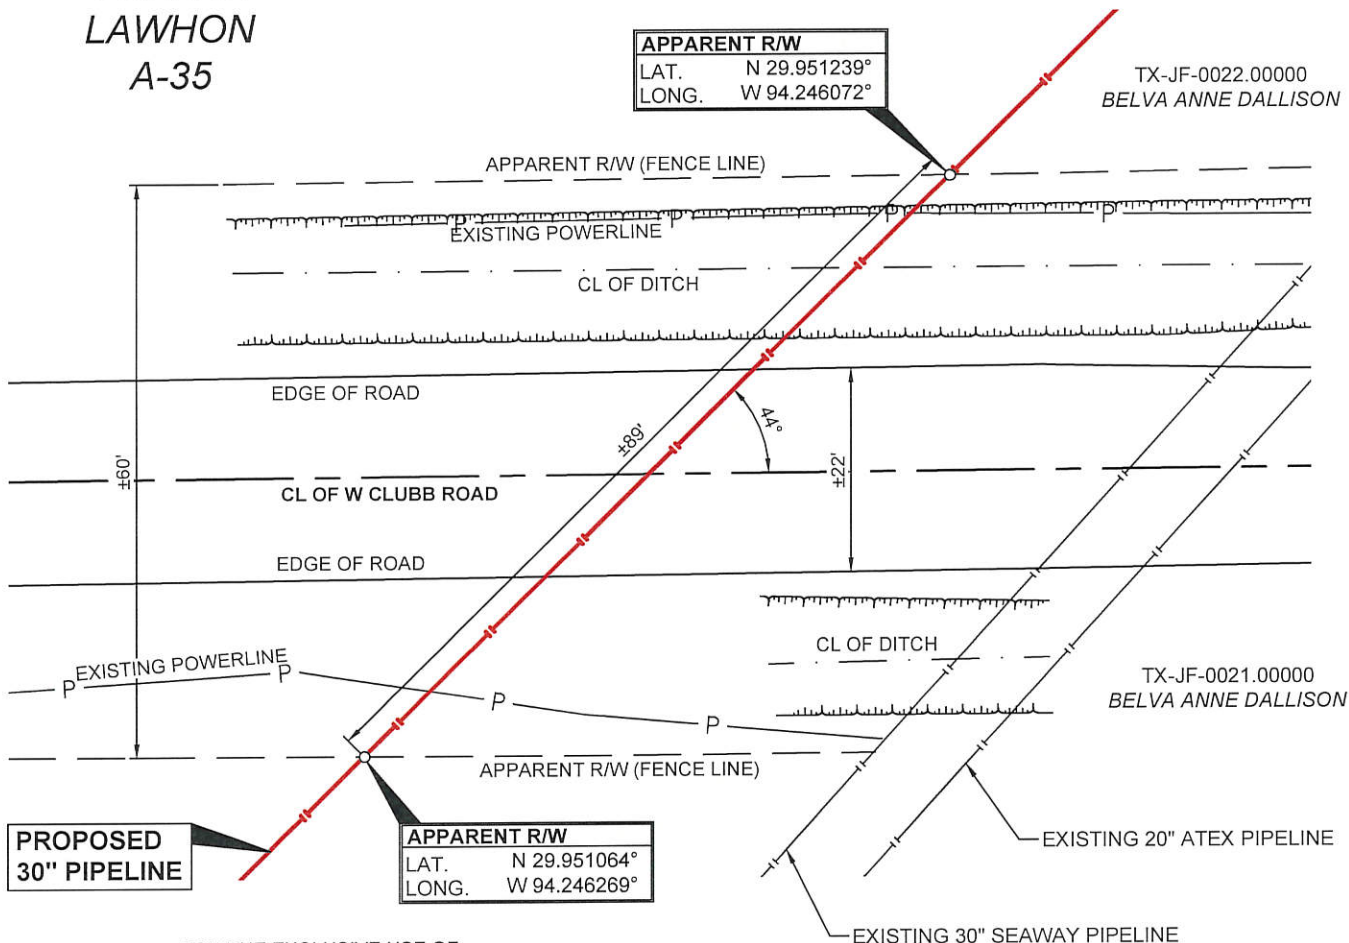 LAWHON
A-35
APPARENT R/W
LAT. N 29.951239°
LONG. W 94.246072°
TX-JF-0022.00000
BELVA ANNE DALLISON
APPARENT R/W (FENCE LINE)
P P P P
EXISTING POWERLINE
CL OF DITCH
EDGE OF ROAD
44°
±89'
±60'
±22'
CL OF W CLUBB ROAD
EDGE OF ROAD
CL OF DITCH
EXISTING POWERLINE
P P P P
TX-JF-0021.00000
BELVA ANNE DALLISON
APPARENT R/W (FENCE LINE)
PROPOSED
30" PIPELINE
APPARENT R/W
LAT. N 29.951064°
LONG. W 94.246269°
EXISTING 20" ATEX PIPELINE
EXISTING 30" SEAWAY PIPELINE